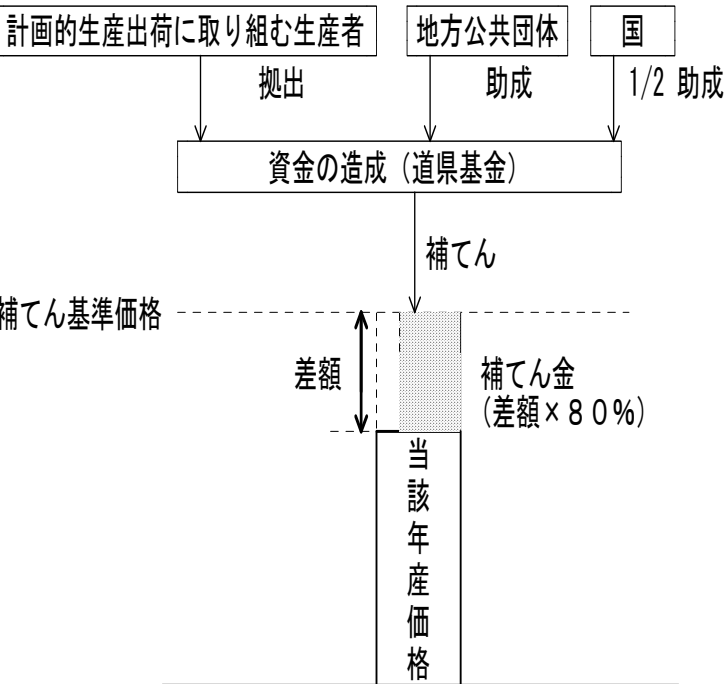 計画的生産出荷に取り組む生産者
地方公共団体
国
拠出
助成
1/2 助成
資金の造成（道県基金）
補てん
補てん基準価格
差額
補てん金
（差額×８０％）
当該年産価格